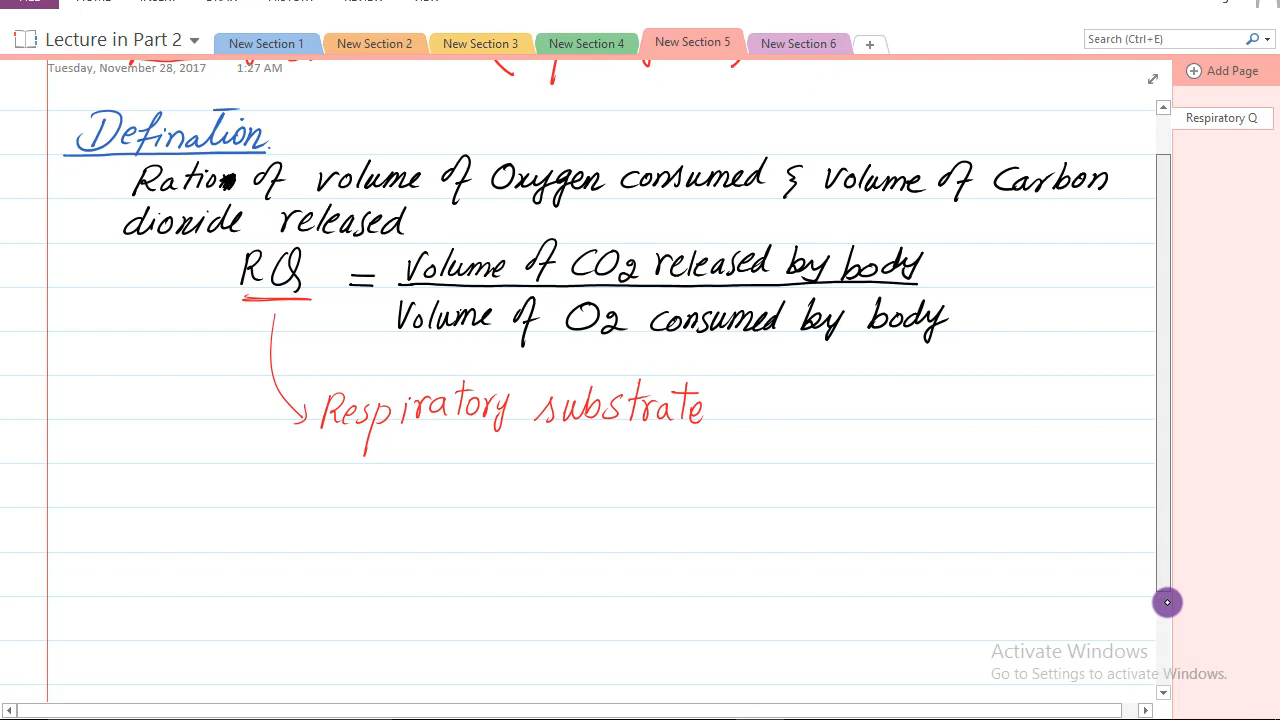 Lecture in Part 2
New Section 1
New Section 2
New Section 3
New Section 4
New Section 5
New Section 6
Search (Ctrl+E)
Tuesday, November 28, 2017 1:27 AM
Add Page
Respiratory Q
Defination.
Ratio of volume of Oxygen consumed & volume of Carbon
dionide released
RQ = Volume of CO2 released by body
Volume of O2 consumed by body
Respiratory substrate
Activate Windows
Go to Settings to activate Windows.